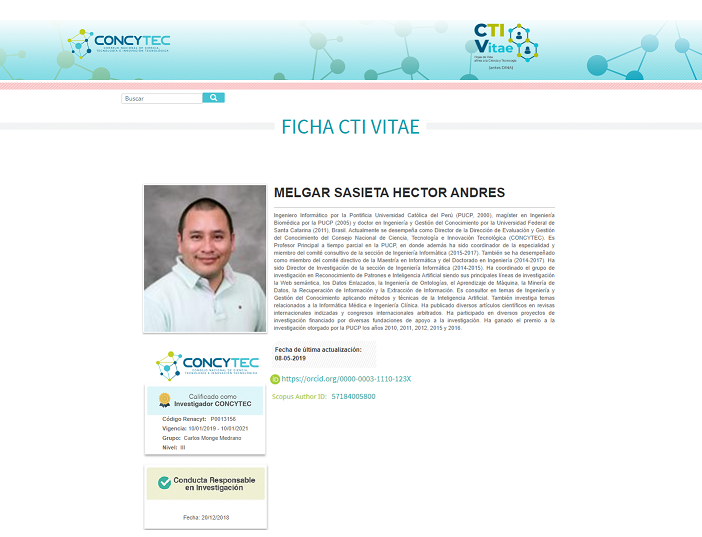 CONCYTEC
CONSEJO NACIONAL DE CIENCIA,
TECNOLOGÍA E INNOVACIÓN TECNOLÓGICA
CTI
Vitae
Buscar
FICHA CTI VITAE
MELGAR SASIETA HECTOR ANDRES
Ingeniero Informático por la Pontificia Universidad Católica del Perú (PUCP, 2000), magíster en Ingeniería
Biomédica por la PUCP (2005) y doctor en Ingeniería y Gestión del Conocimiento por la Universidad Federal de
Santa Catarina (2011), Brasil. Actualmente se desempeña como Director de la Dirección de Evaluación y Gestión
del Conocimiento del Consejo Nacional de Ciencia, Tecnología e Innovación Tecnológica (CONCYTEC). Es
Profesor Principal a tiempo parcial en la PUCP, en donde además ha sido coordinador de la especialidad y
miembro del comité consultivo de la sección de Ingeniería Informática (2015-2017). También se ha desempeñado
como miembro del comité directivo de la Maestría en Informática y del Doctorado en Ingeniería (2014-2017). Ha
sido Director de Investigación de la sección de Ingeniería Informática (2014-2015). Ha coordinado el grupo de
investigación en Reconocimiento de Patrones e Inteligencia Artificial siendo sus principales líneas de investigación
la Web semántica, los Datos Enlazados, la Ingeniería de Ontologías, el Aprendizaje de Máquina, la Minería de
Datos, la Recuperación de Información y la Extracción de Información. Es consultor en temas de Ingeniería y
Gestión del Conocimiento aplicando métodos y técnicas de la Inteligencia Artificial. También investiga temas
relacionados a la Informática Médica e Ingeniería Clínica. Ha publicado diversos artículos científicos en revistas
internacionales indizadas y congresos internacionales arbitrados. Ha participado en diversos proyectos de
investigación financiado por diversas fundaciones de apoyo a la investigación. Ha ganado el premio a la
investigación otorgado por la PUCP los años 2010, 2011, 2012, 2015 y 2016.
Fecha de última actualización:
08-05-2019
iD https://orcid.org/0000-0003-1110-123X
Scopus Author ID: 57184005800
CONCYTEC
CONSEJO NACIONAL DE CIENCIA,
TECNOLOGÍA E INNOVACIÓN TECNOLÓGICA
Calificado como
Investigador CONCYTEC
Código Renacyt: P0013156
Vigencia: 10/01/2019 - 10/01/2021
Grupo: Carlos Monge Medrano
Nivel: III
Conducta Responsable
en Investigación
Fecha: 20/12/2018